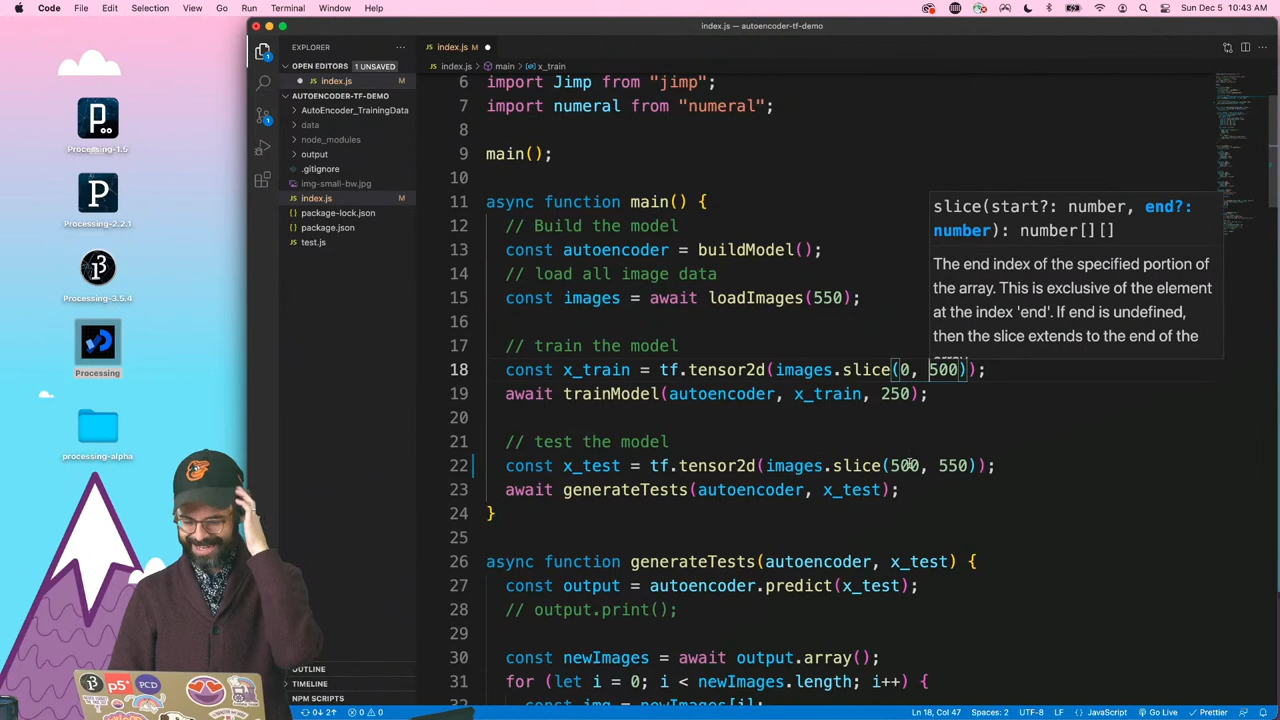 Code File Edit Selection View Go Run Terminal Window Help
Sun Dec 5 10:43 AM
index.js — autoencoder-tf-demo
EXPLORER
OPEN EDITORS 1 UNSAVED
index.js M
AUTOENCODER-TF-DEMO
AutoEncoder_TrainingData
data
node_modules
output
.gitignore
img-small-bw.jpg
index.js M
package-lock.json
package.json
test.js
OUTLINE
TIMELINE
NPM SCRIPTS
Processing-1.5
Processing-2.2.1
Processing-3.5.4
Processing
processing-alpha
JS index.js M
JS index.js > main > x_train
6 import Jimp from "jimp";
7 import numeral from "numeral";
8
9 main();
10
11 async function main() {
12 // Build the model
13 const autoencoder = buildModel();
14 // load all image data
15 const images = await loadImages(550);
16
17 // train the model
18 const x_train = tf.tensor2d(images.slice(0, 500));
19 await trainModel(autoencoder, x_train, 250);
20
21 // test the model
22 const x_test = tf.tensor2d(images.slice(500, 550));
23 await generateTests(autoencoder, x_test);
24 }
25
26 async function generateTests(autoencoder, x_test) {
27 const output = autoencoder.predict(x_test);
28 // output.print();
29
30 const newImages = await output.array();
31 for (let i = 0; i < newImages.length; i++) {
32 const img = newImages[i];
slice(start?: number, end?:
number): number[][]
The end index of the specified portion of
the array. This is exclusive of the element
at the index 'end'. If end is undefined,
then the slice extends to the end of the
array.
0↓ 2↑ 0 0 Ln 18, Col 47 Spaces: 2 UTF-8 LF JavaScript Go Live Prettier